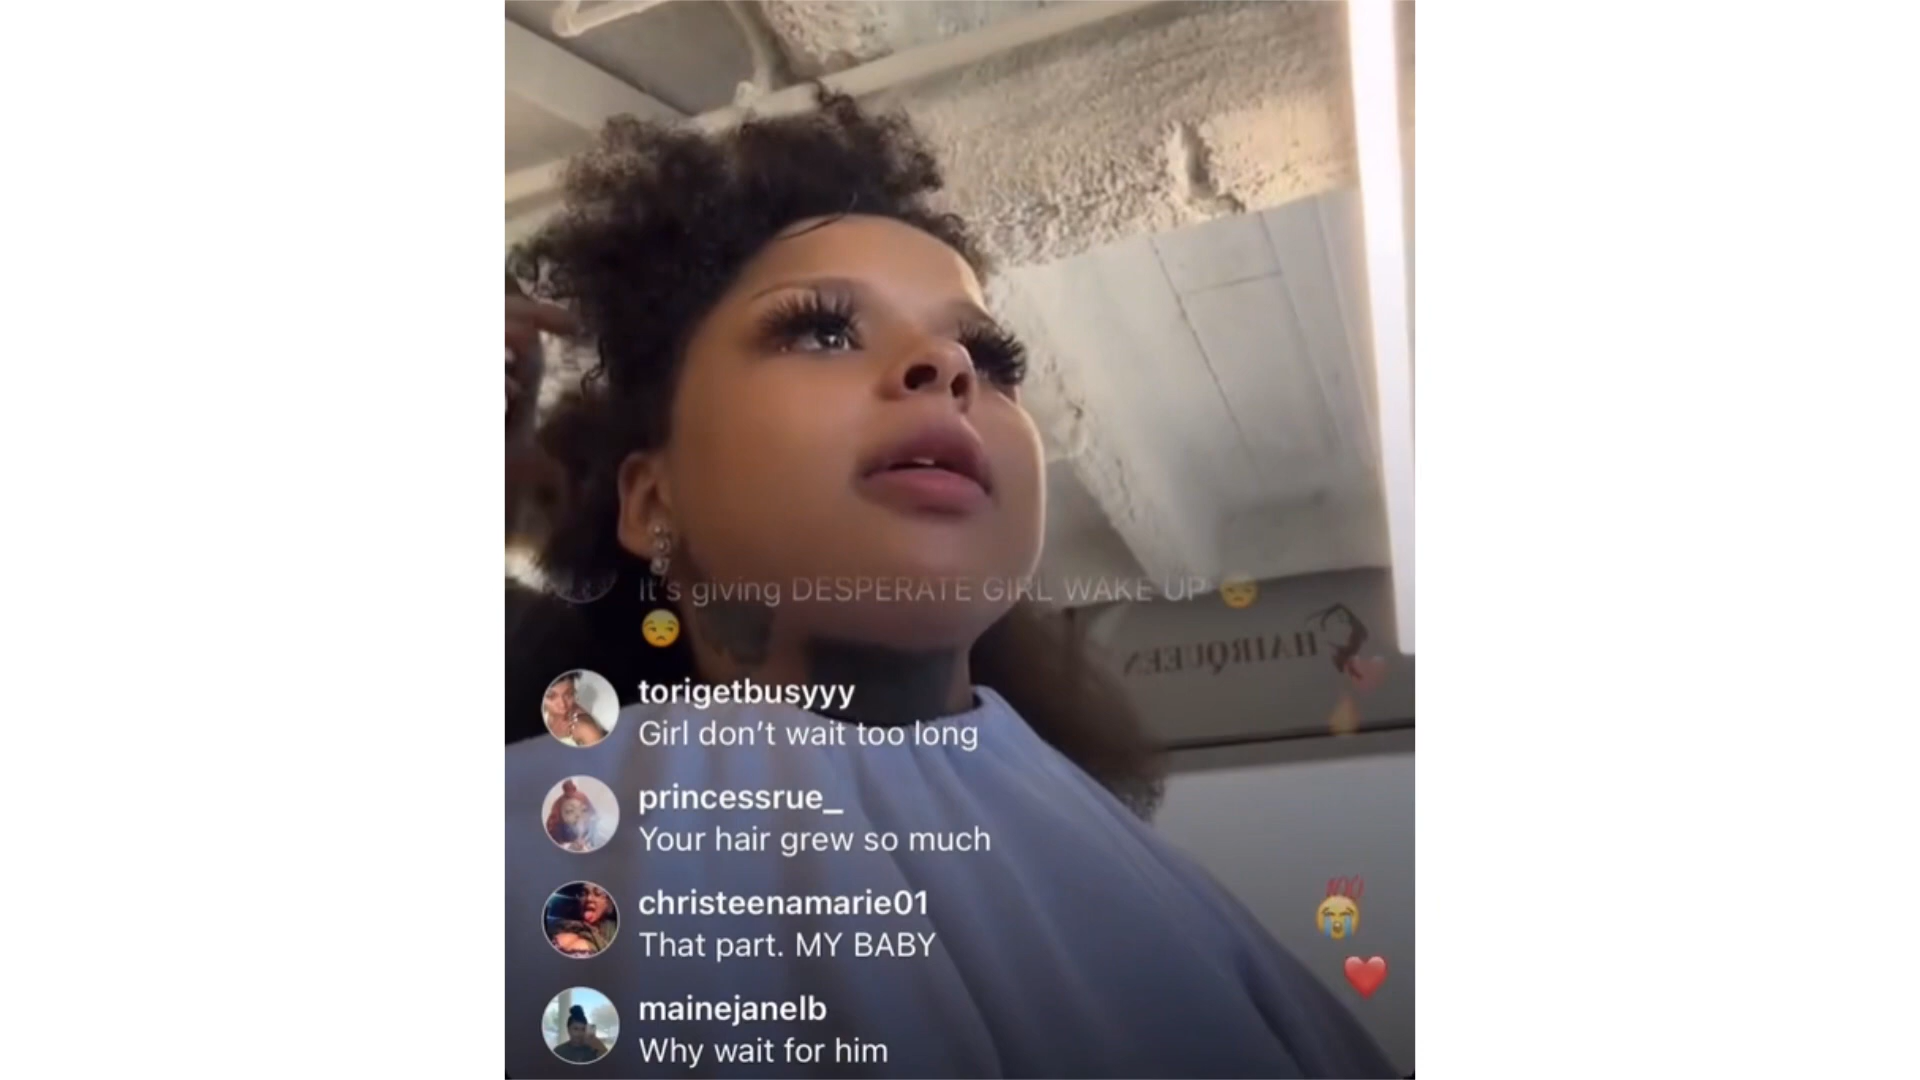 It's giving DESPERATE GIRL WAKE UP 😒
😒
HAIRQUEEN
torigetbusyyy
Girl don't wait too long
princessrue_
Your hair grew so much
christeenamarie01
That part. MY BABY
mainejanelb
Why wait for him